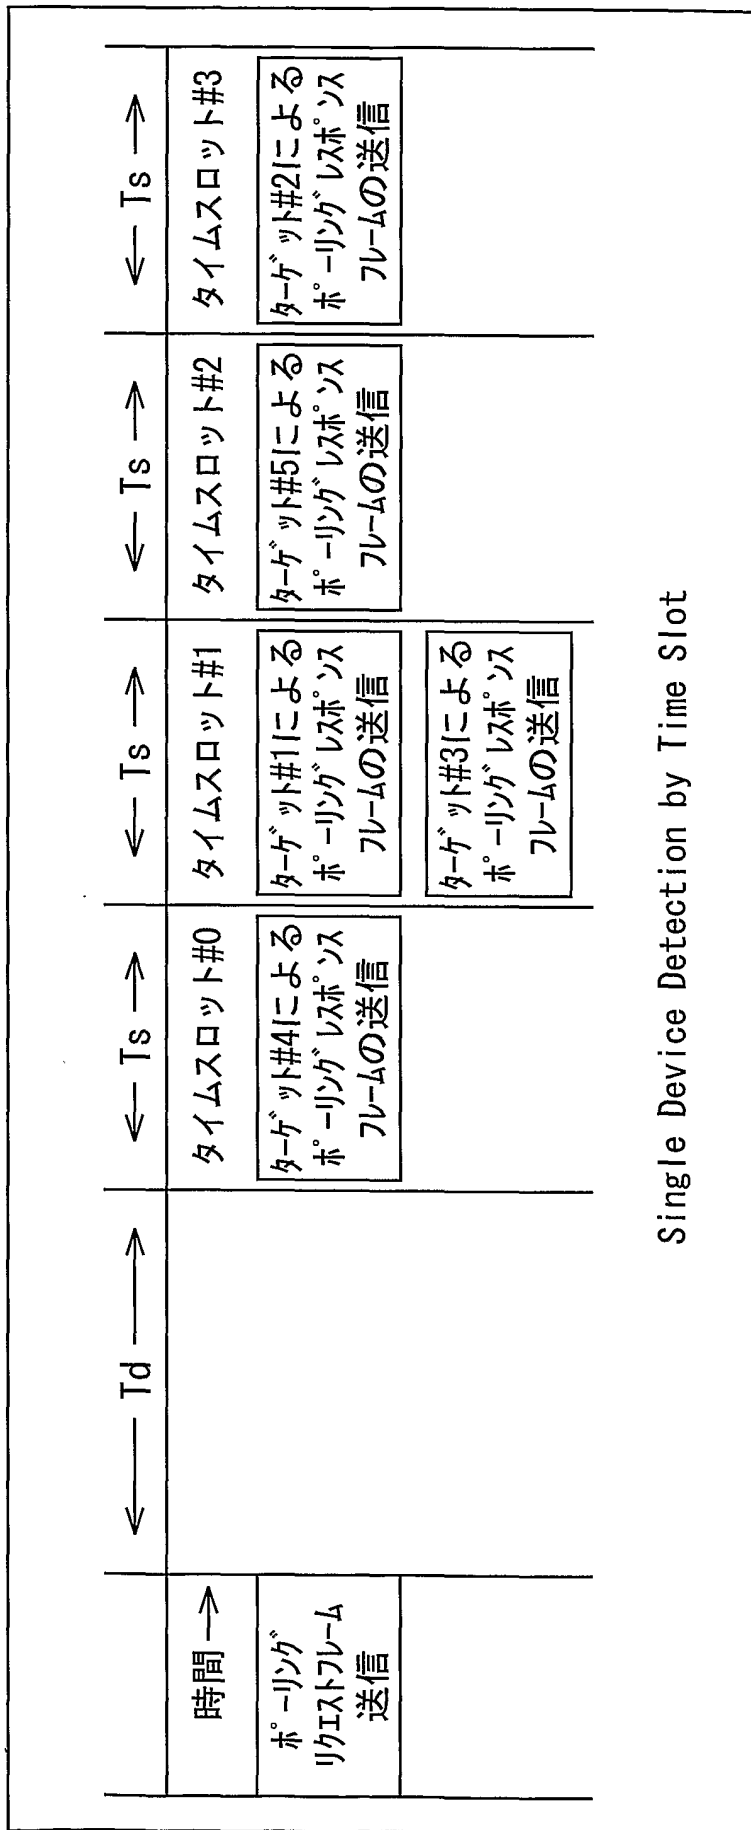 ← Td →
← Ts →
← Ts →
← Ts →
← Ts →
時間→
タイムスロット#0
タイムスロット#1
タイムスロット#2
タイムスロット#3
ポーリング
リクエストフレーム
送信
ターゲット#4による
ポーリングレスポンス
フレームの送信
ターゲット#1による
ポーリングレスポンス
フレームの送信
ターゲット#5による
ポーリングレスポンス
フレームの送信
ターゲット#2による
ポーリングレスポンス
フレームの送信
ターゲット#3による
ポーリングレスポンス
フレームの送信
Single Device Detection by Time Slot